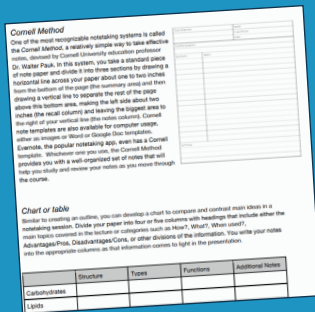 Cornell Method
One of the most recognizable notetaking systems is called
the Cornell Method, a relatively simple way to take effective
notes, devised by Cornell University education professor
Dr. Walter Pauk. In this system, you take a standard piece
of note paper and divide it into three sections by drawing a
horizontal line across your paper about one to two inches
from the bottom of the page (the summary area) and then
drawing a vertical line to separate the rest of the page
above this bottom area, making the left side about two
inches (the recall column) and leaving the biggest area to
the right of your vertical line (the notes column). Cornell
note templates are also available for computer usage,
either as images or Word or Google Doc templates.
Evernote, the popular notetaking app, even has a Cornell
template. Whichever one you use, the Cornell Method
provides you with a well-organized set of notes that will
help you study and review your notes as you move through
the course.
Chart or table
Similar to creating an outline, you can develop a chart to compare and contrast main ideas in a
notetaking session. Divide your paper into four or five columns with headings that include either the
main topics covered in the lecture or categories such as How?, What?, When used?,
Advantages/Pros, Disadvantages/Cons, or other divisions of the information. You write your notes
into the appropriate columns as that information comes to light in the presentation.
Structure Types Functions Additional Notes
Carbohydrates
Lipids